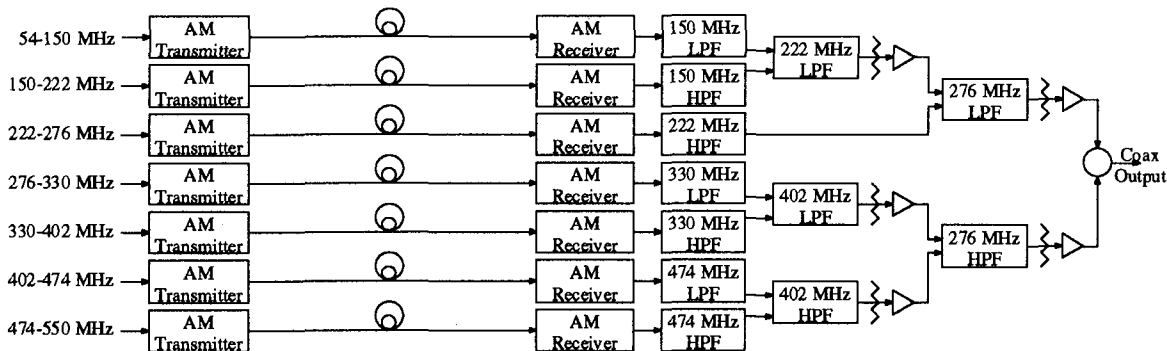 54-150 MHz
AM
Transmitter
AM
Receiver
150 MHz
LPF
222 MHz
LPF
150-222 MHz
AM
Transmitter
AM
Receiver
150 MHz
HPF
276 MHz
LPF
222-276 MHz
AM
Transmitter
AM
Receiver
222 MHz
HPF
Coax
Output
276-330 MHz
AM
Transmitter
AM
Receiver
330 MHz
LPF
402 MHz
LPF
330-402 MHz
AM
Transmitter
AM
Receiver
330 MHz
HPF
276 MHz
HPF
402-474 MHz
AM
Transmitter
AM
Receiver
474 MHz
LPF
402 MHz
HPF
474-550 MHz
AM
Transmitter
AM
Receiver
474 MHz
HPF